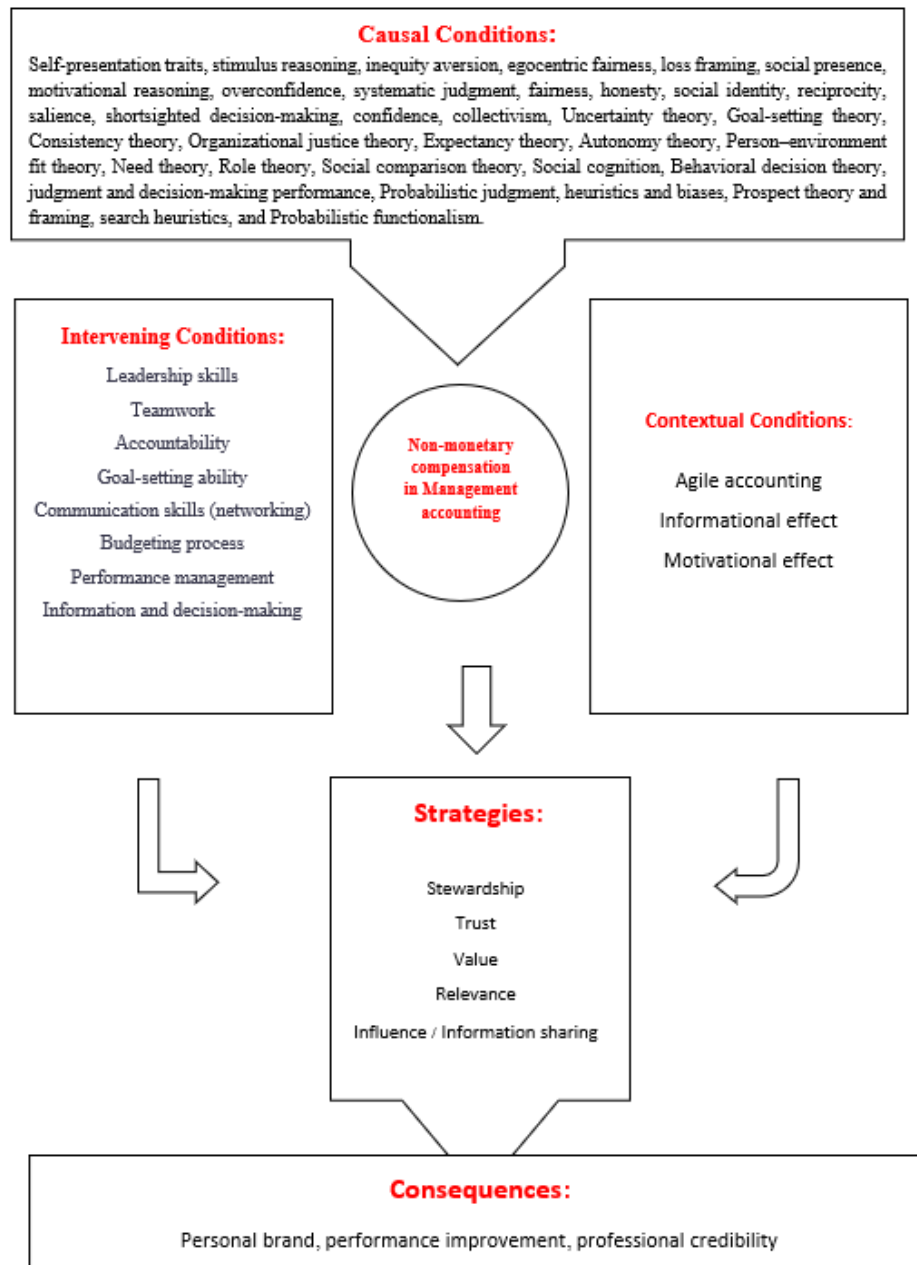 Causal Conditions:
Self-presentation traits, stimulus reasoning, inequity aversion, egocentric fairness, loss framing, social presence,
motivational reasoning, overconfidence, systematic judgment, fairness, honesty, social identity, reciprocity,
salience, shortsighted decision-making, confidence, collectivism, Uncertainty theory, Goal-setting theory,
Consistency theory, Organizational justice theory, Expectancy theory, Autonomy theory, Person–environment
fit theory, Need theory, Role theory, Social comparison theory, Social cognition, Behavioral decision theory,
judgment and decision-making performance, Probabilistic judgment, heuristics and biases, Prospect theory and
framing, search heuristics, and Probabilistic functionalism.
Intervening Conditions:
Leadership skills
Teamwork
Accountability
Goal-setting ability
Communication skills (networking)
Budgeting process
Performance management
Information and decision-making
Non-monetary
compensation
in Management
accounting
Contextual Conditions:
Agile accounting
Informational effect
Motivational effect
Strategies:
Stewardship
Trust
Value
Relevance
Influence / Information sharing
Consequences:
Personal brand, performance improvement, professional credibility